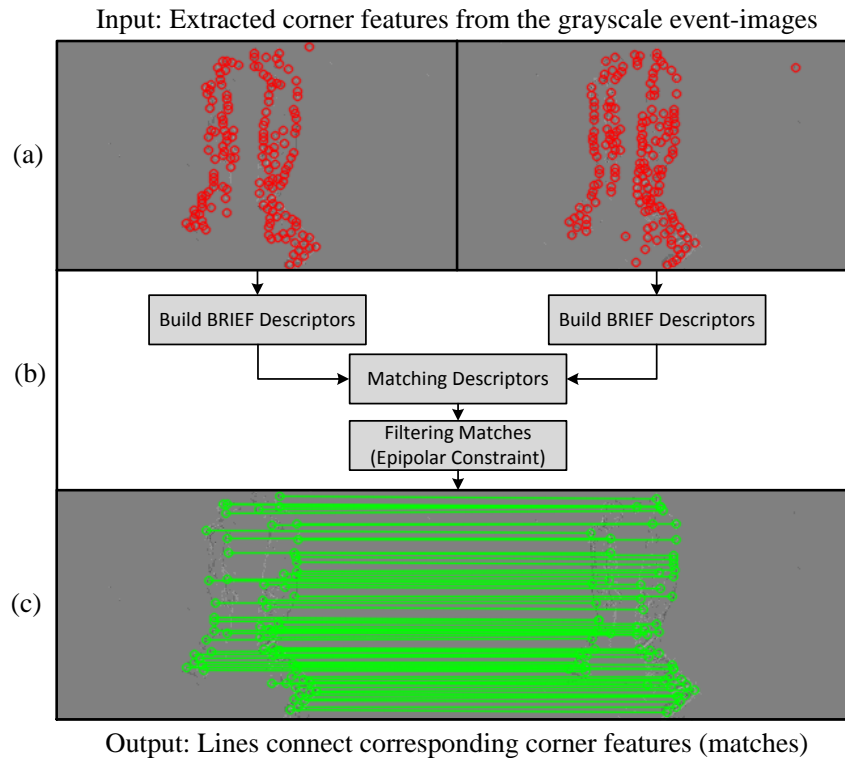 Input: Extracted corner features from the grayscale event-images
(a)
Build BRIEF Descriptors
Build BRIEF Descriptors
(b)
Matching Descriptors
Filtering Matches
(Epipolar Constraint)
(c)
Output: Lines connect corresponding corner features (matches)